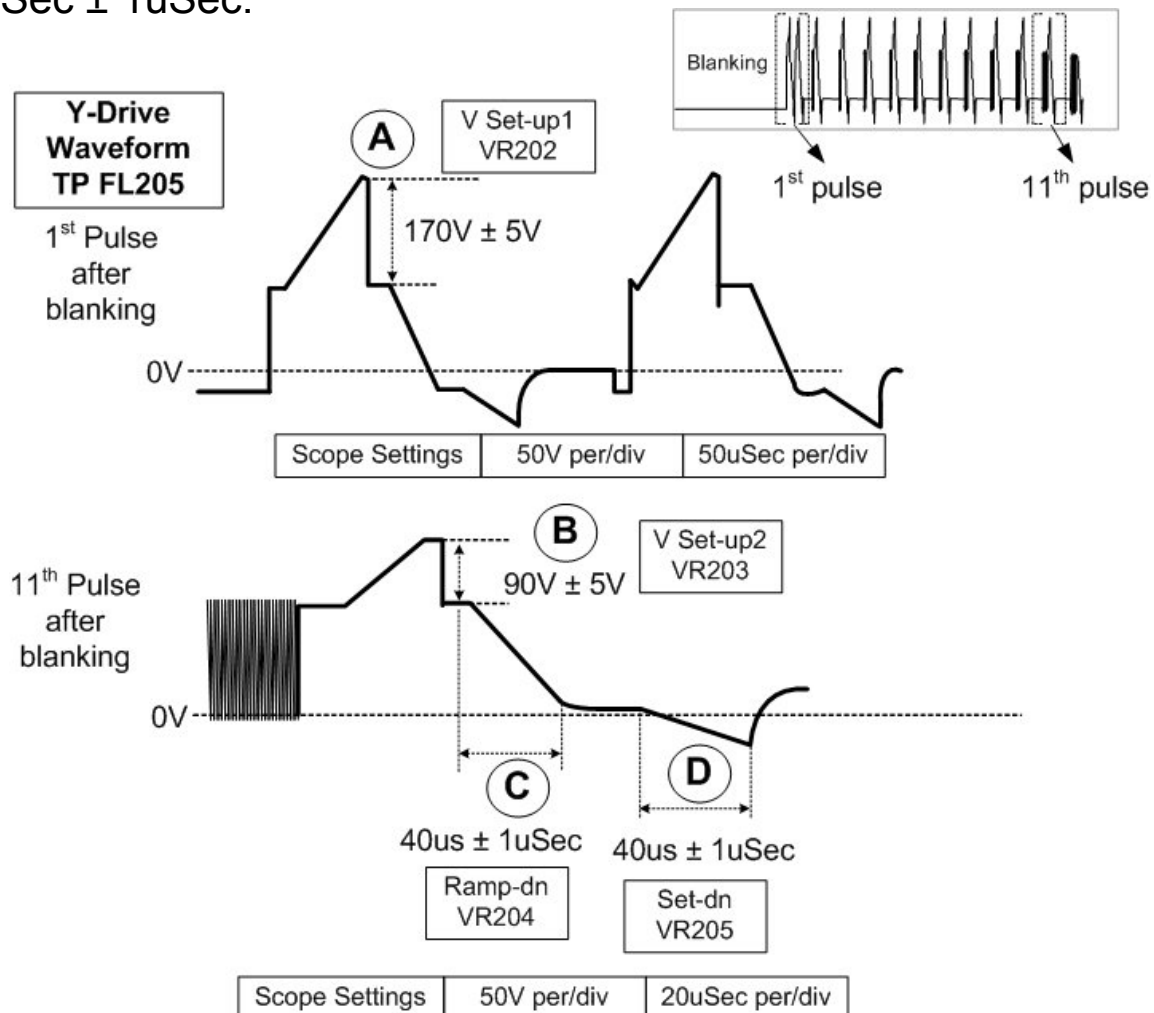 Sec ± 1uSec.
Blanking
1st pulse
11th pulse
Y-Drive
Waveform
TP FL205
1st Pulse
after
blanking
A
V Set-up1
VR202
170V ± 5V
0V
Scope Settings
50V per/div
50uSec per/div
11th Pulse
after
blanking
B
V Set-up2
VR203
90V ± 5V
0V
C
40us ± 1uSec
Ramp-dn
VR204
D
40us ± 1uSec
Set-dn
VR205
Scope Settings
50V per/div
20uSec per/div